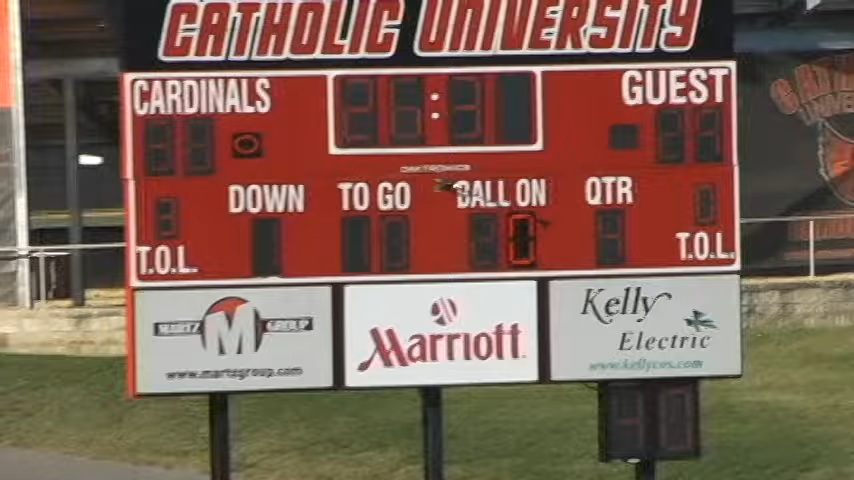 CATHOLIC UNIVERSITY
CARDINALS
GUEST
DAKTRONICS
DOWN TO GO BALL ON QTR
T.O.L. T.O.L.
MARTZ M GROUP
www.martzgroup.com
Marriott
Kelly
Electric
www.kellycos.com